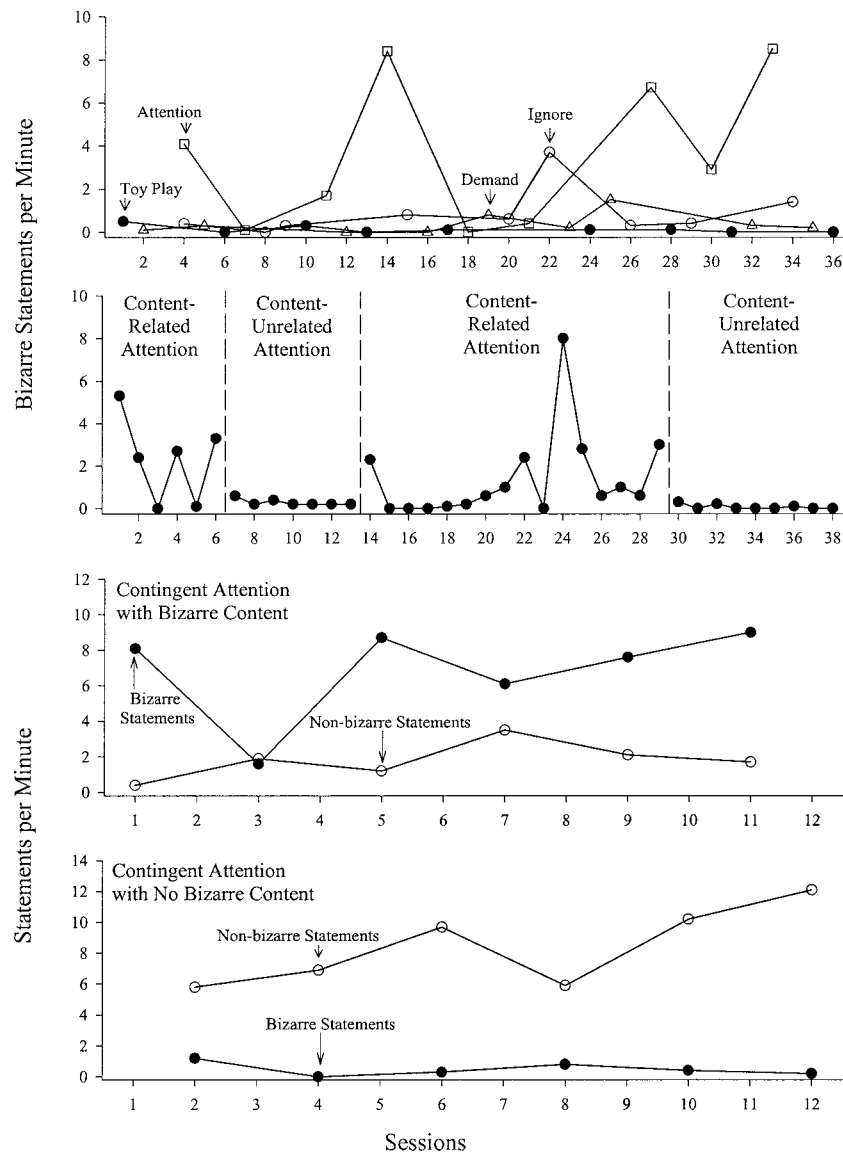 Bizarre Statements per Minute
10
8
6
4
2
0
Attention
Toy Play
Ignore
Demand
2 4 6 8 10 12 14 16 18 20 22 24 26 28 30 32 34 36
10
8
6
4
2
0
Content-
Related
Attention
Content-
Unrelated
Attention
Content-
Related
Attention
Content-
Unrelated
Attention
2 4 6 8 10 12 14 16 18 20 22 24 26 28 30 32 34 36 38
Statements per Minute
12
10
8
6
4
2
0
Contingent Attention
with Bizarre Content
Bizarre
Statements
Non-bizarre Statements
1 2 3 4 5 6 7 8 9 10 11 12
14
12
10
8
6
4
2
0
Contingent Attention
with No Bizarre Content
Non-bizarre Statements
Bizarre Statements
1 2 3 4 5 6 7 8 9 10 11 12
Sessions